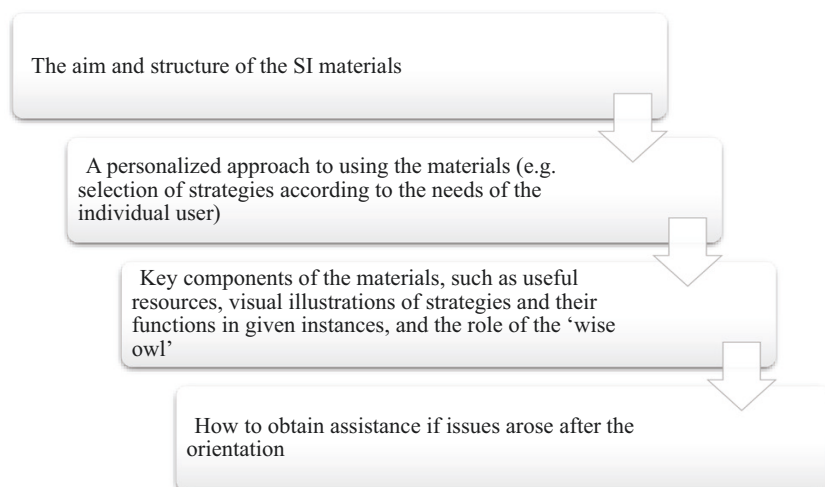 The aim and structure of the SI materials
A personalized approach to using the materials (e.g.
selection of strategies according to the needs of the
individual user)
Key components of the materials, such as useful
resources, visual illustrations of strategies and their
functions in given instances, and the role of the ‘wise
owl’
How to obtain assistance if issues arose after the
orientation